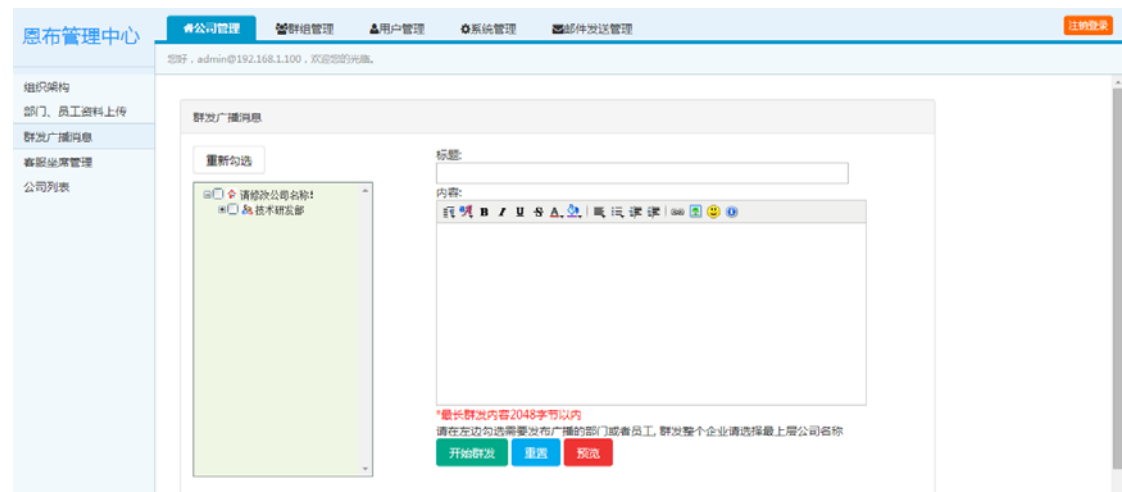 恩布管理中心
公司管理 群组管理 用户管理 系统管理 邮件发送管理 注销登录
您好，admin@192.168.1.100，欢迎您的光临。
组织架构
部门、员工资料上传
群发广播消息
客服坐席管理
公司列表
群发广播消息
重新勾选
请修改公司名称!
技术研发部
标题:
内容:
B I U S A
*最长群发内容2048字节以内
请在左边勾选需要发布广播的部门或者员工, 群发整个企业请选择最上层公司名称
开始群发 重置 预览